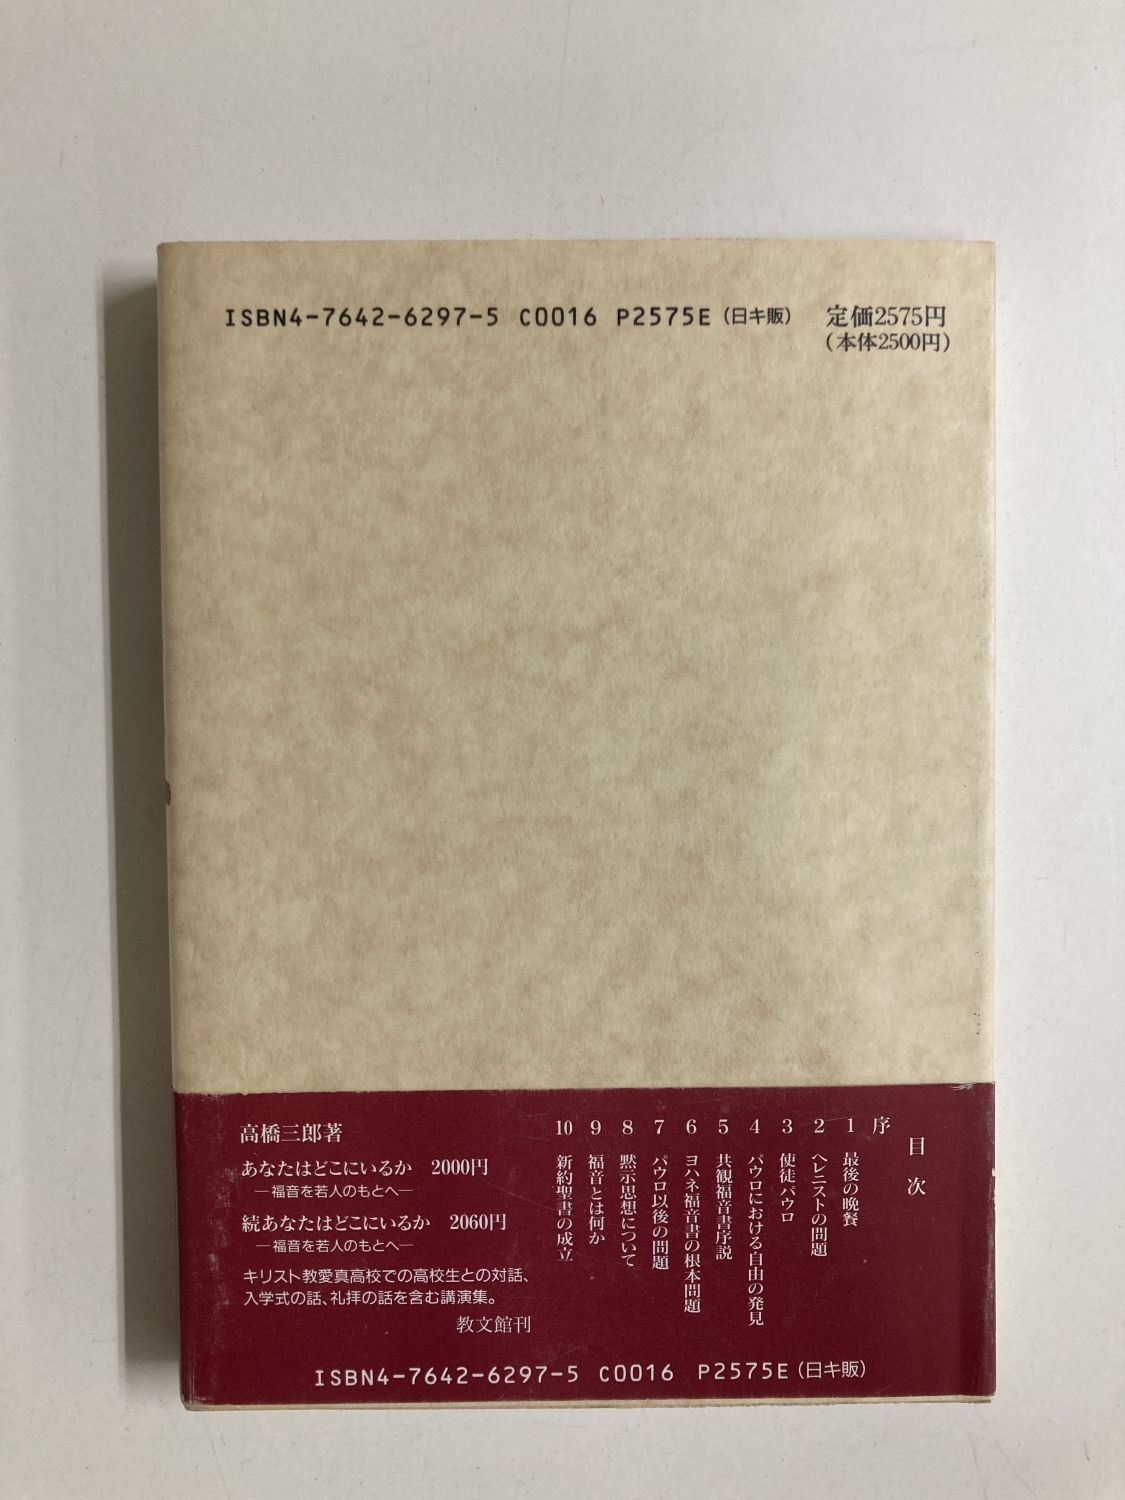 ISBN4-7642-6297-5 C0016 P2575E（日キ販）
定価2575円
（本体2500円）
目次
序
1 最後の晩餐
2 ヘレニストの問題
3 使徒パウロ
4 パウロにおける自由の発見
5 共観福音書序説
6 ヨハネ福音書の根本問題
7 パウロ以後の問題
8 黙示思想について
9 福音とは何か
10 新約聖書の成立
高橋三郎著
あなたはどこにいるか 2000円
―福音を若人のもとへ―
続あなたはどこにいるか 2060円
―福音を若人のもとへ―
キリスト教愛真高校での高校生との対話、
入学式の話、礼拝の話を含む講演集。
教文館刊
ISBN4-7642-6297-5 C0016 P2575E（日キ販）